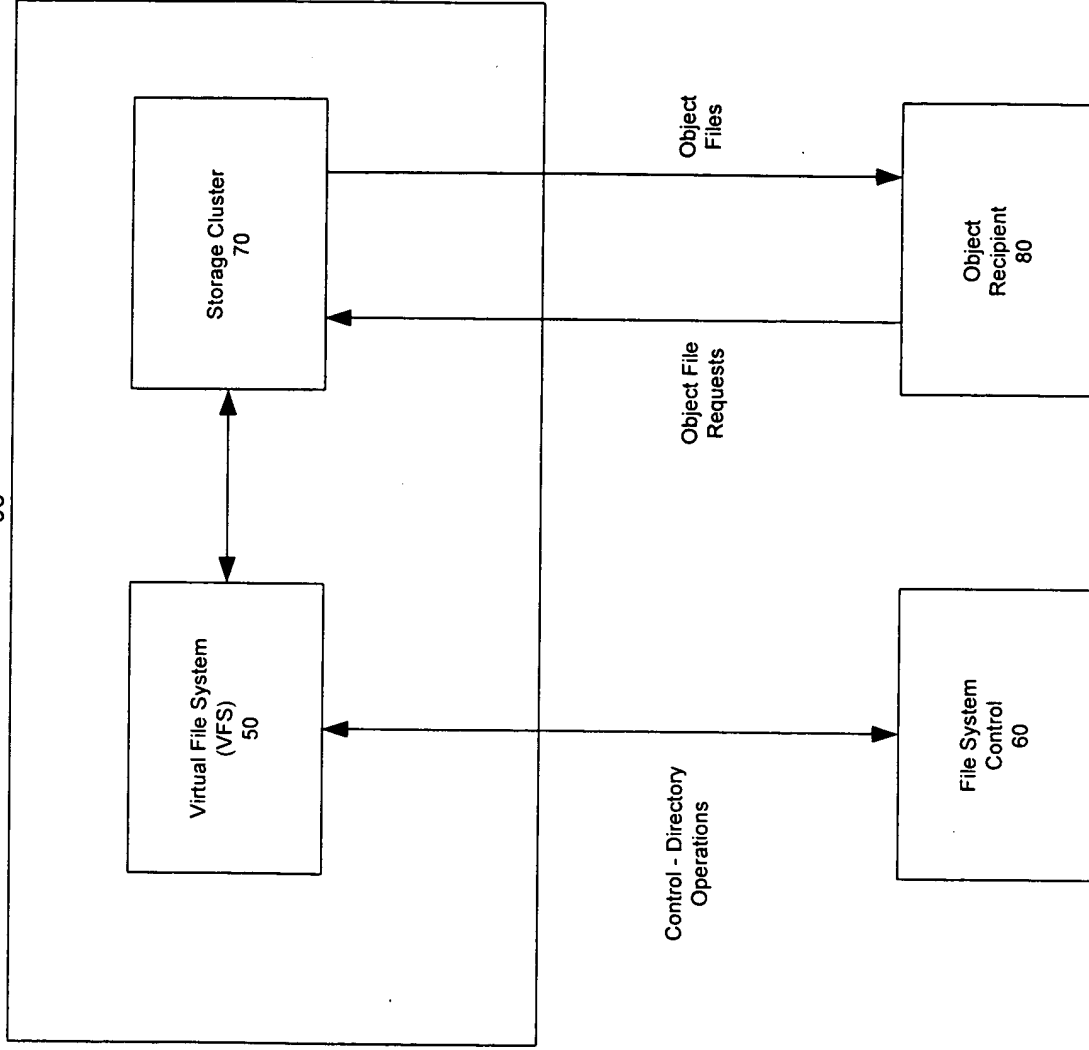 Storage Cluster
70
Virtual File System
(VFS)
50
Object
Files
Object File
Requests
Control - Directory
Operations
Object
Recipient
80
File System
Control
60